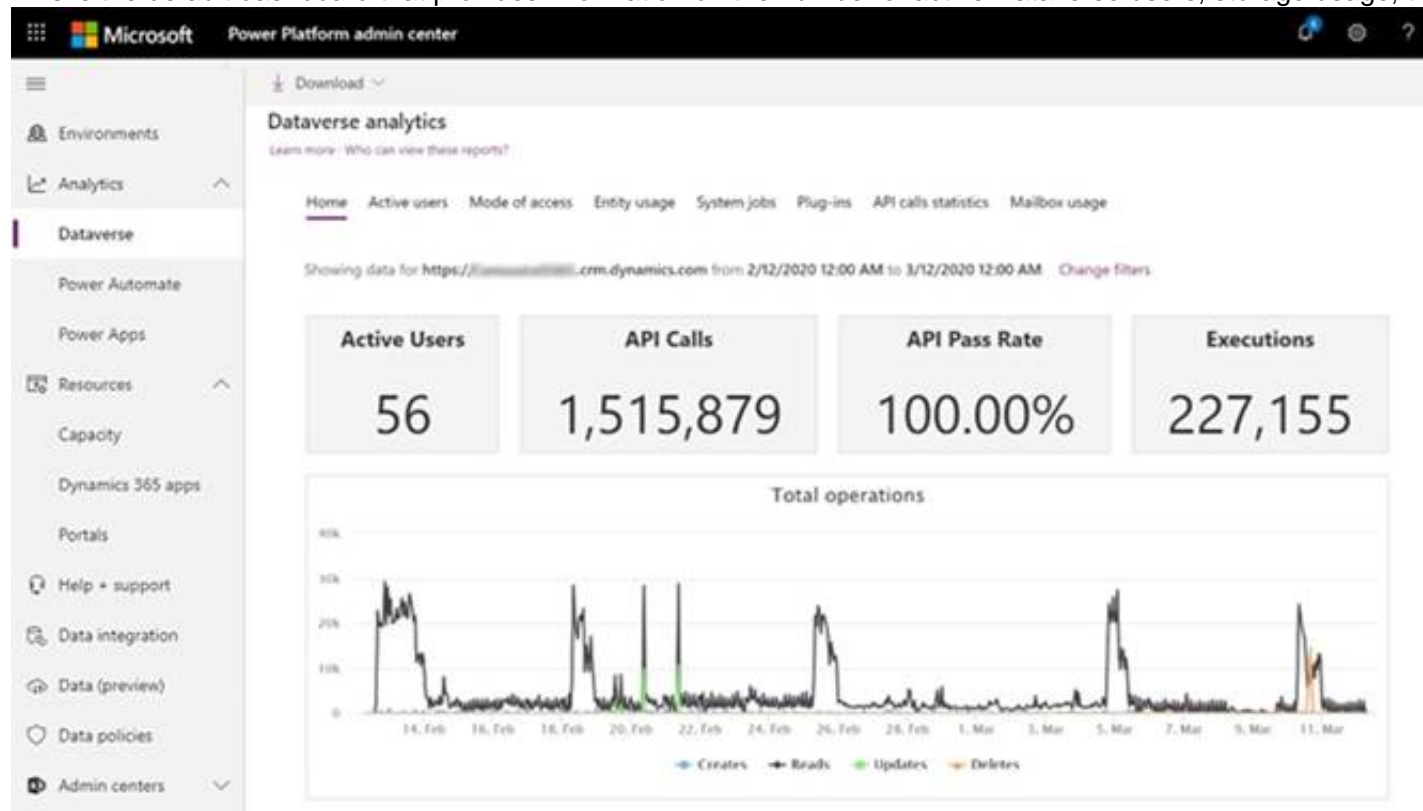 Microsoft Power Platform admin center
?
Download
Environments
Analytics
Dataverse
Power Automate
Power Apps
Resources
Capacity
Dynamics 365 apps
Portals
Help + support
Data integration
Data (preview)
Data policies
Admin centers
Dataverse analytics
Learn more · Who can view these reports?
Home Active users Mode of access Entity usage System jobs Plug-ins API calls statistics Mailbox usage
Showing data for https:// .crm.dynamics.com from 2/12/2020 12:00 AM to 3/12/2020 12:00 AM Change filters
Active Users
56
API Calls
1,515,879
API Pass Rate
100.00%
Executions
227,155
Total operations
40k
30k
20k
10k
0
14. Feb 16. Feb 18. Feb 20. Feb 22. Feb 24. Feb 26. Feb 28. Feb 1. Mar 3. Mar 5. Mar 7. Mar 9. Mar 11. Mar
Creates Reads Updates Deletes